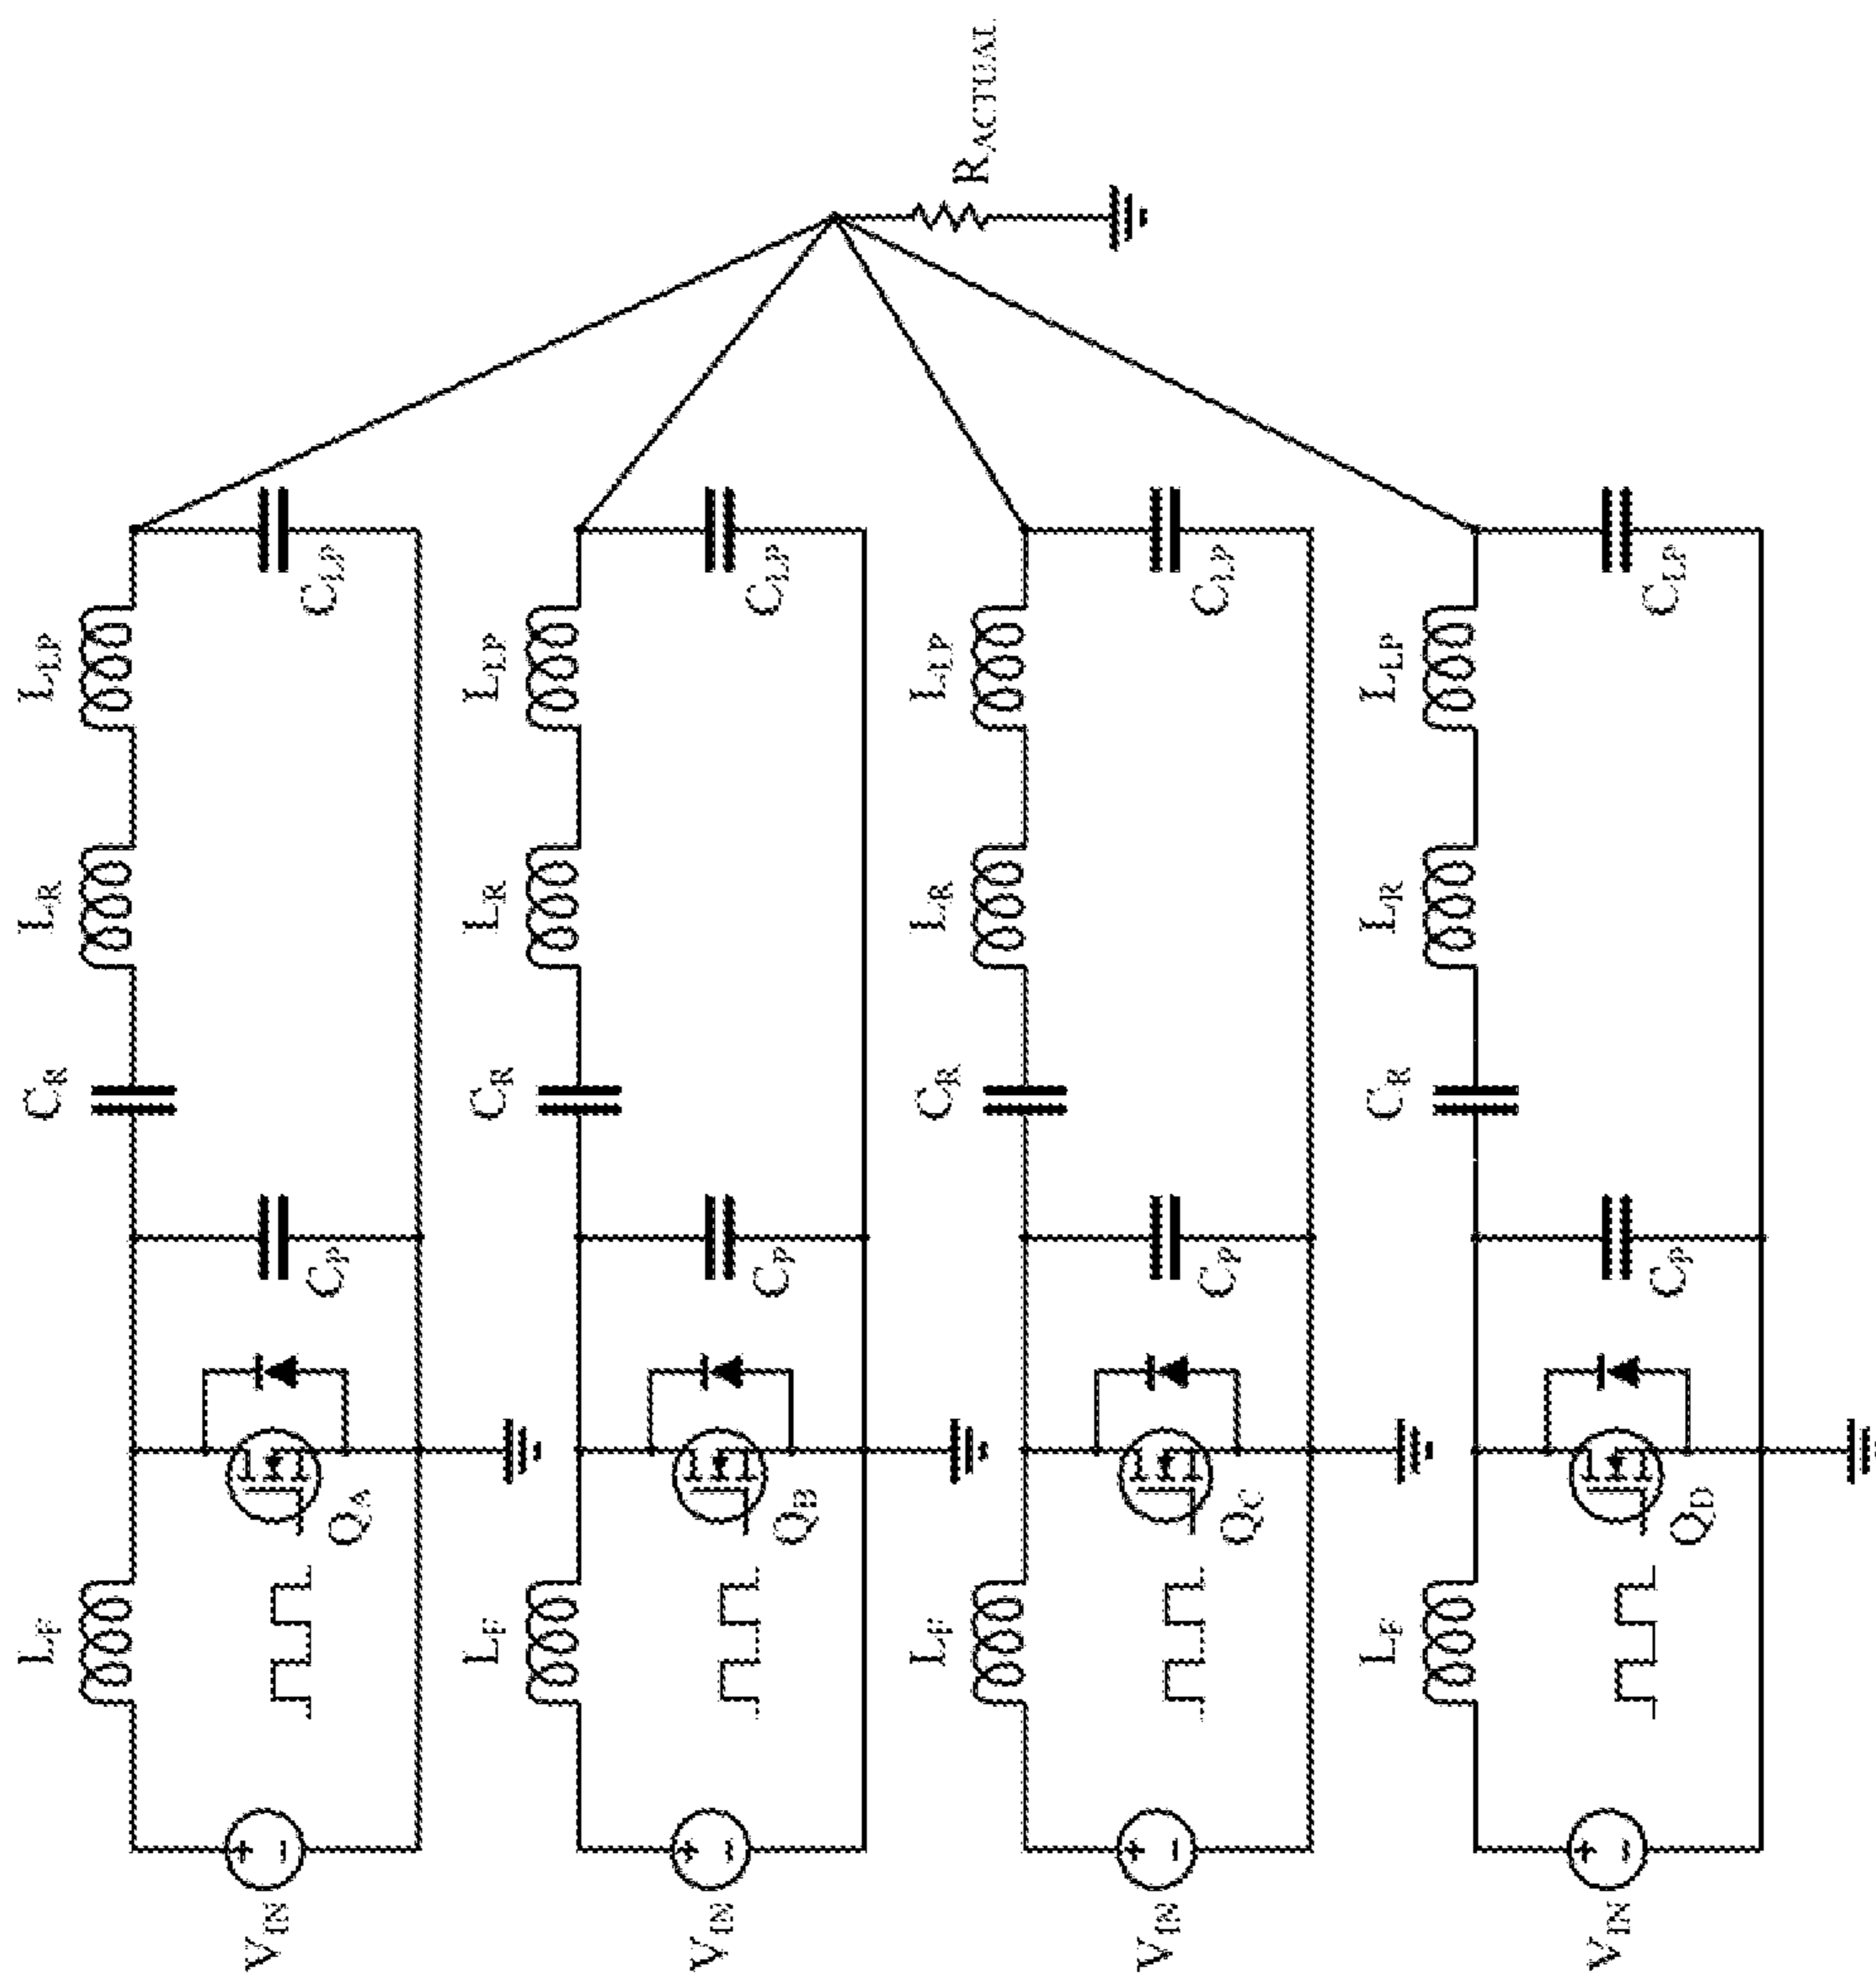 V_IN
L_F
Q_A
C_P
C_R
L_R
L_LP
C_LP
V_IN
L_F
Q_B
C_P
C_R
L_R
L_LP
C_LP
V_IN
L_F
Q_C
C_P
C_R
L_R
L_LP
C_LP
V_IN
L_F
Q_D
C_P
C_R
L_R
L_LP
C_LP
R_ACTUAL